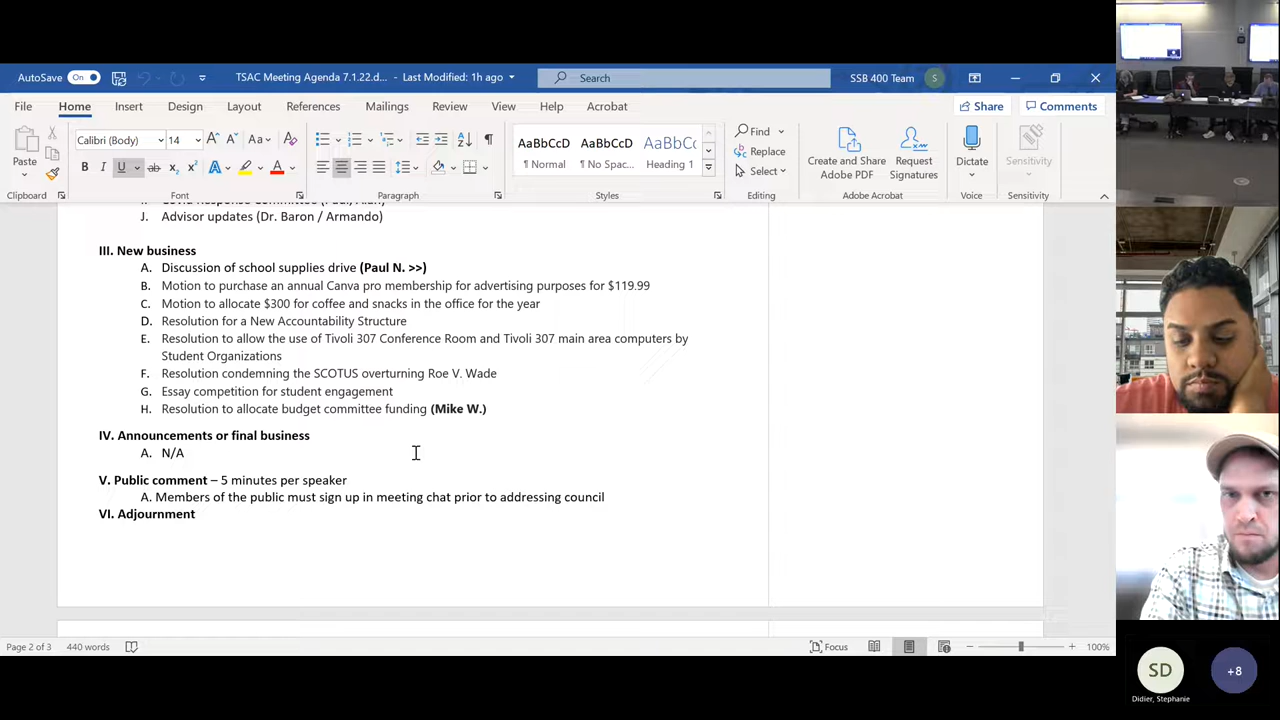 AutoSave On TSAC Meeting Agenda 7.1.22.d... - Last Modified: 1h ago Search SSB 400 Team S
File Home Insert Design Layout References Mailings Review View Help Acrobat Share Comments
Paste
Calibri (Body) 14
AaBbCcD AaBbCcD AaBbCc
¶ Normal ¶ No Spac... Heading 1
Find
Replace
Select
Create and Share
Adobe PDF
Request
Signatures
Dictate
Sensitivity
Clipboard Font Paragraph Styles Editing Adobe Acrobat Voice Sensitivity
J. Advisor updates (Dr. Baron / Armando)
III. New business
A. Discussion of school supplies drive (Paul N. >>)
B. Motion to purchase an annual Canva pro membership for advertising purposes for $119.99
C. Motion to allocate $300 for coffee and snacks in the office for the year
D. Resolution for a New Accountability Structure
E. Resolution to allow the use of Tivoli 307 Conference Room and Tivoli 307 main area computers by
Student Organizations
F. Resolution condemning the SCOTUS overturning Roe V. Wade
G. Essay competition for student engagement
H. Resolution to allocate budget committee funding (Mike W.)
IV. Announcements or final business
A. N/A
V. Public comment – 5 minutes per speaker
A. Members of the public must sign up in meeting chat prior to addressing council
VI. Adjournment
Page 2 of 3 440 words Focus 100%
SD
Didier, Stephanie
+8